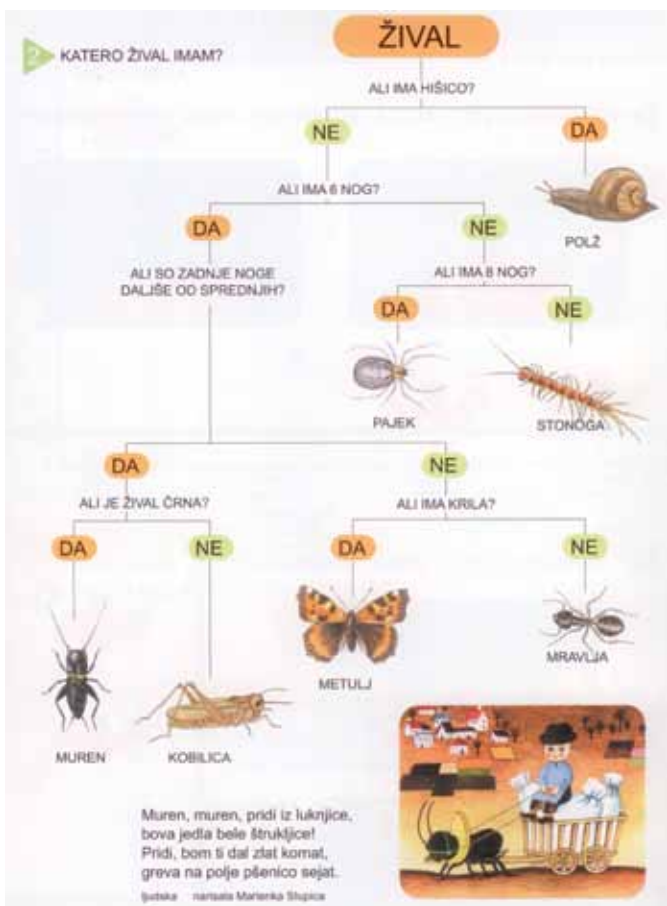 ŽIVAL
2 KATERO ŽIVAL IMAM?
ALI IMA HIŠICO?
NE
DA
ALI IMA 6 NOG?
POLŽ
DA
NE
ALI SO ZADNJE NOGE
DALJŠE OD SPREDNJIH?
ALI IMA 8 NOG?
DA
NE
PAJEK
STONOGA
DA
NE
ALI JE ŽIVAL ČRNA?
ALI IMA KRILA?
DA
NE
DA
NE
METULJ
MRAVLJA
MUREN
KOBILICA
Muren, muren, pridi iz luknjice,
bova jedla bele štrukljice!
Pridi, bom ti dal zlat komat,
greva na polje pšenico sejat.
ljudska narisala Marlenka Stupica